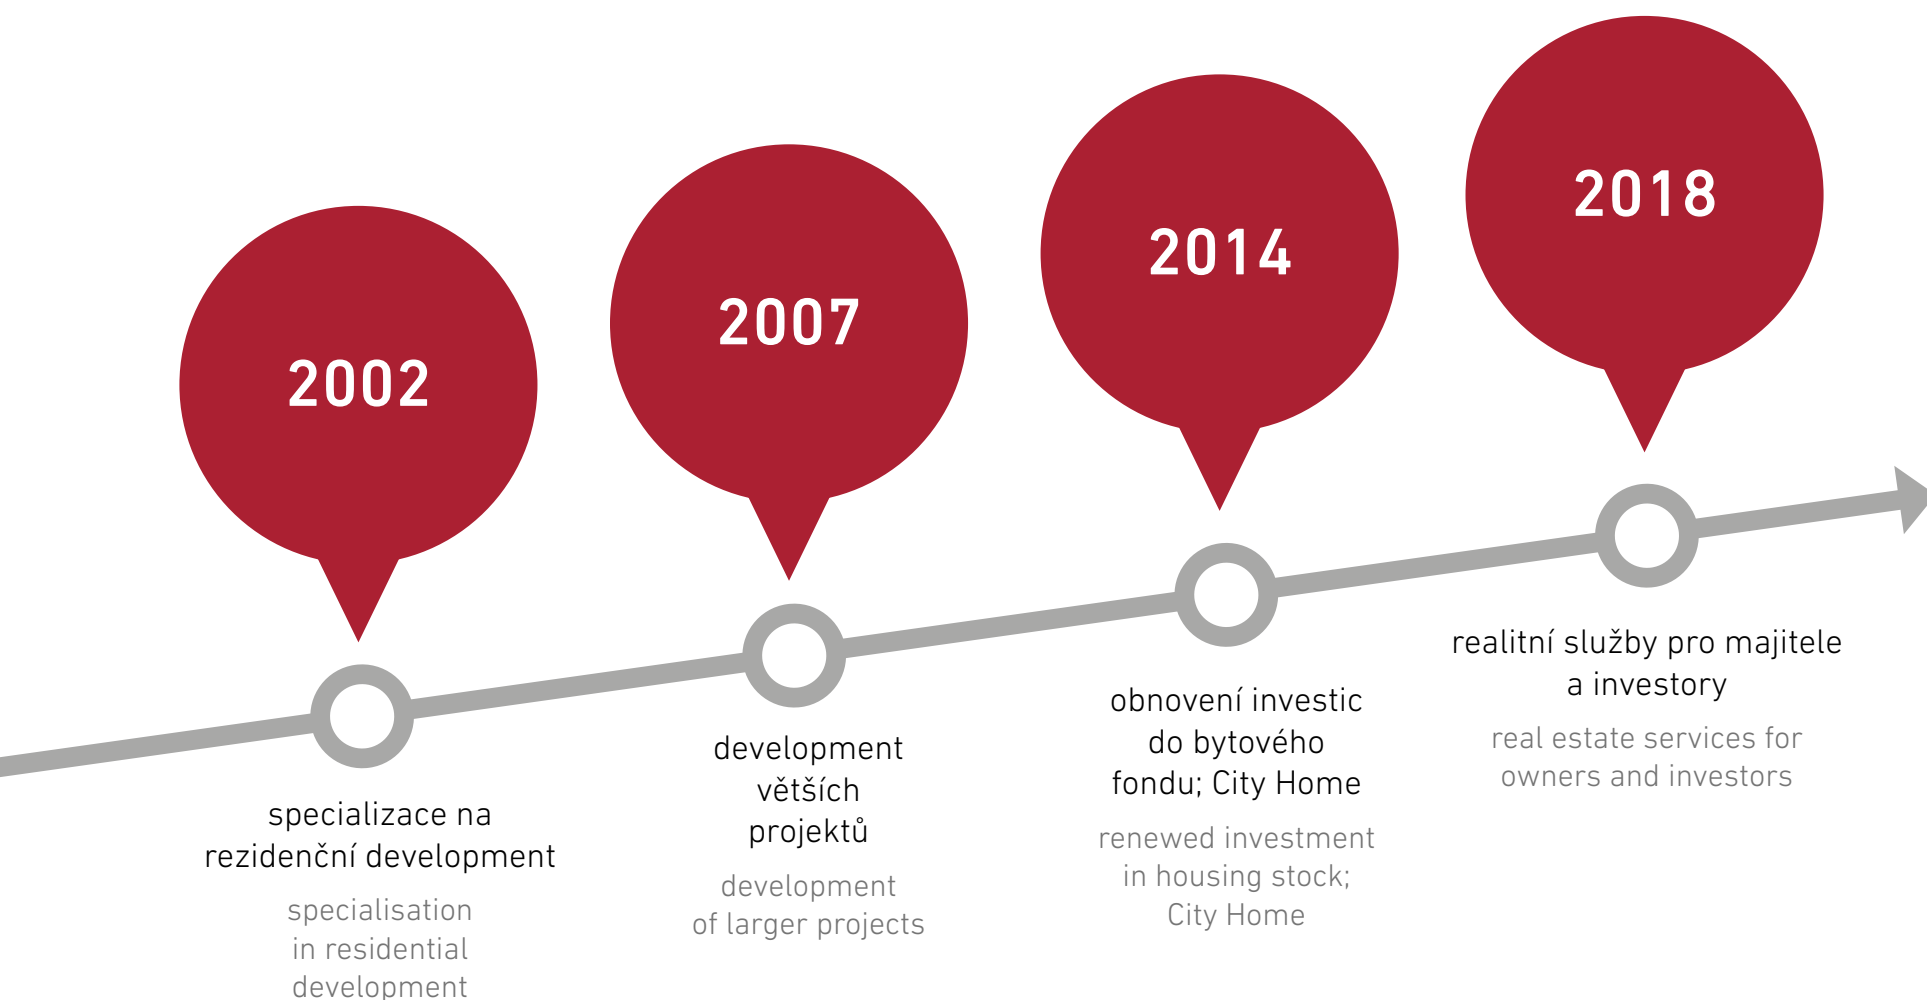 2002
specializace na
rezidenční development
specialisation
in residential
development
2007
development
větších
projektů
development
of larger projects
2014
obnovení investic
do bytového
fondu; City Home
renewed investment
in housing stock;
City Home
2018
realitní služby pro majitele
a investory
real estate services for
owners and investors